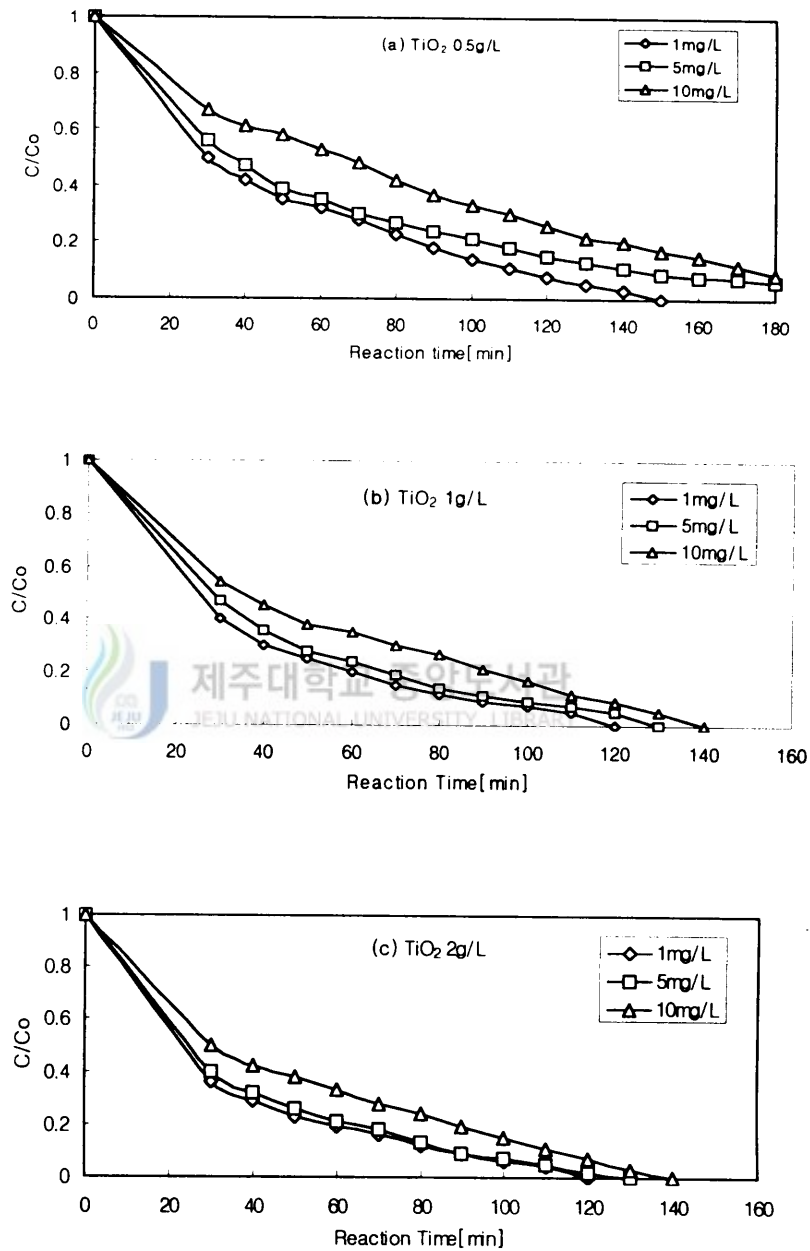 (a) TiO₂ 0.5g/L
1mg/L
5mg/L
10mg/L
C/Co
1
0.8
0.6
0.4
0.2
0
0 20 40 60 80 100 120 140 160 180
Reaction time[min]
(b) TiO₂ 1g/L
1mg/L
5mg/L
10mg/L
C/Co
1
0.8
0.6
0.4
0.2
0
제주대학교 중앙도서관
JEJU NATIONAL UNIVERSITY LIBRARY
JEJU
0 20 40 60 80 100 120 140 160
Reaction Time[min]
(c) TiO₂ 2g/L
1mg/L
5mg/L
10mg/L
C/Co
1
0.8
0.6
0.4
0.2
0
0 20 40 60 80 100 120 140 160
Reaction Time[min]